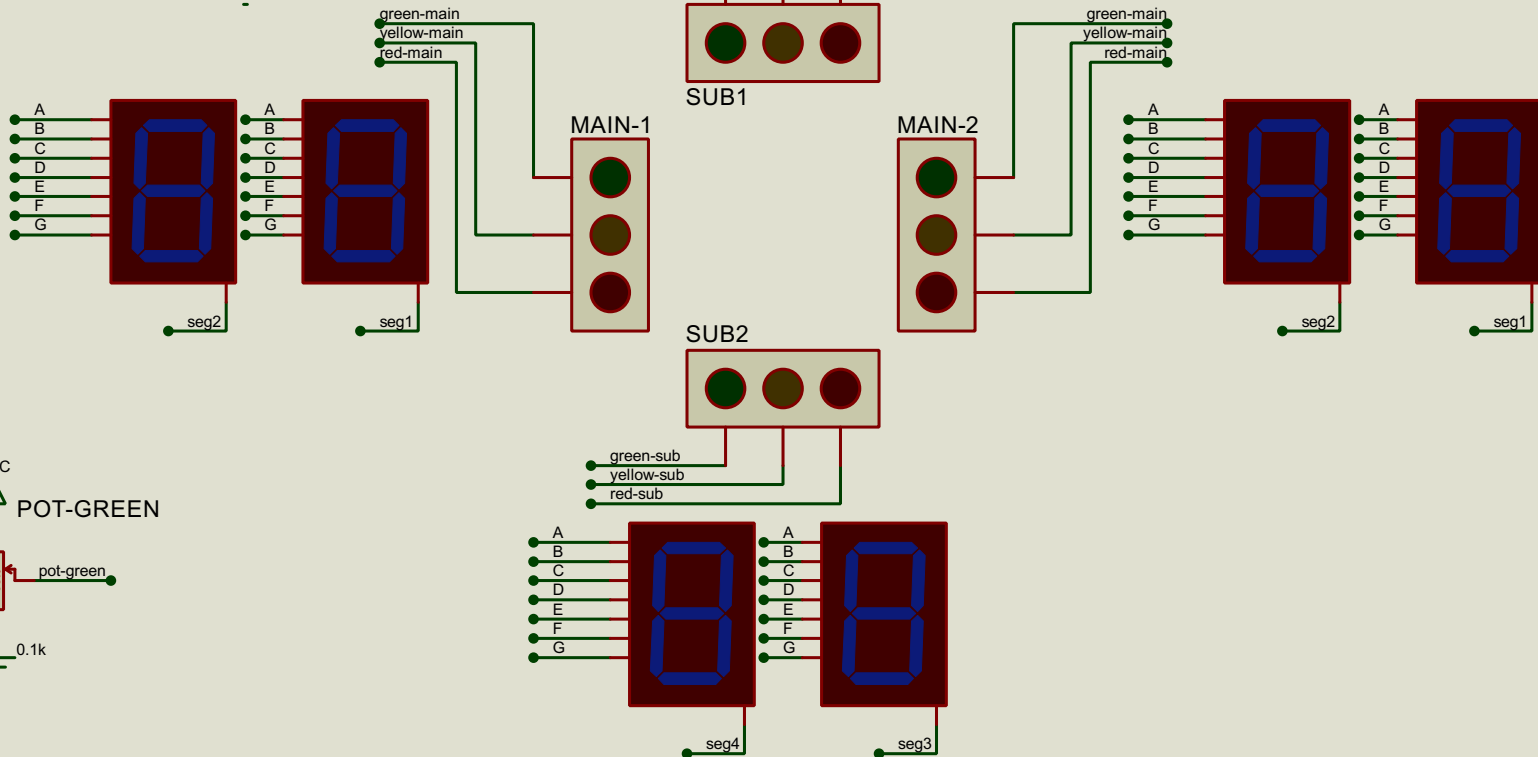 green-main
yellow-main
red-main
green-main
yellow-main
red-main
SUB1
MAIN-1
MAIN-2
A
B
C
D
E
F
G
A
B
C
D
E
F
G
A
B
C
D
E
F
G
A
B
C
D
E
F
G
seg2
seg1
seg2
seg1
SUB2
green-sub
yellow-sub
red-sub
C
POT-GREEN
pot-green
0.1k
A
B
C
D
E
F
G
A
B
C
D
E
F
G
seg4
seg3